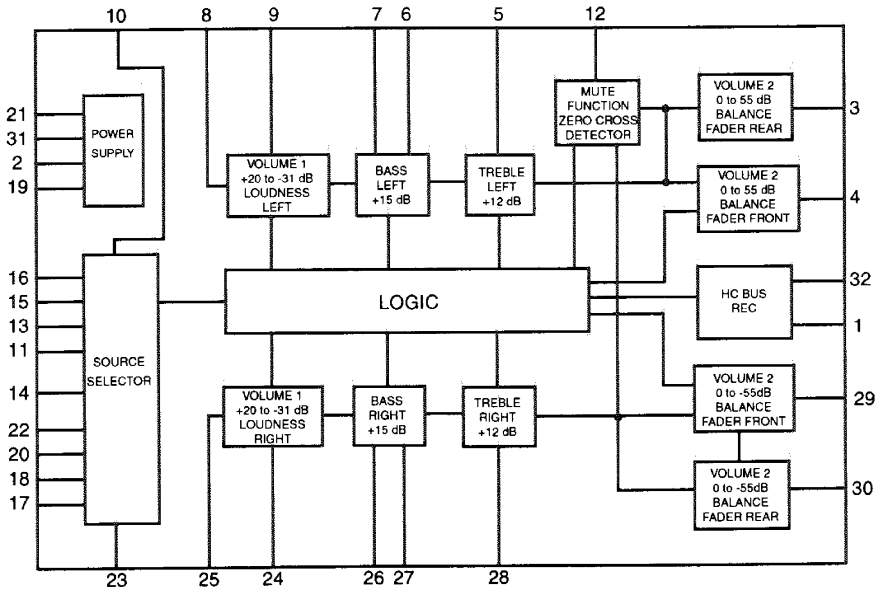 10
8
9
7
6
5
12
21
31
2
19
POWER
SUPPLY
VOLUME 1
+20 to -31 dB
LOUDNESS
LEFT
BASS
LEFT
+15 dB
TREBLE
LEFT
+12 dB
MUTE
FUNCTION
ZERO CROSS
DETECTOR
VOLUME 2
0 to 55 dB
BALANCE
FADER REAR
3
VOLUME 2
0 to 55 dB
BALANCE
FADER FRONT
4
16
15
13
11
14
22
20
18
17
SOURCE
SELECTOR
LOGIC
HC BUS
REC
32
1
VOLUME 1
+20 to -31 dB
LOUDNESS
RIGHT
BASS
RIGHT
+15 dB
TREBLE
RIGHT
+12 dB
VOLUME 2
0 to -55dB
BALANCE
FADER FRONT
29
VOLUME 2
0 to -55dB
BALANCE
FADER REAR
30
23
25
24
26
27
28